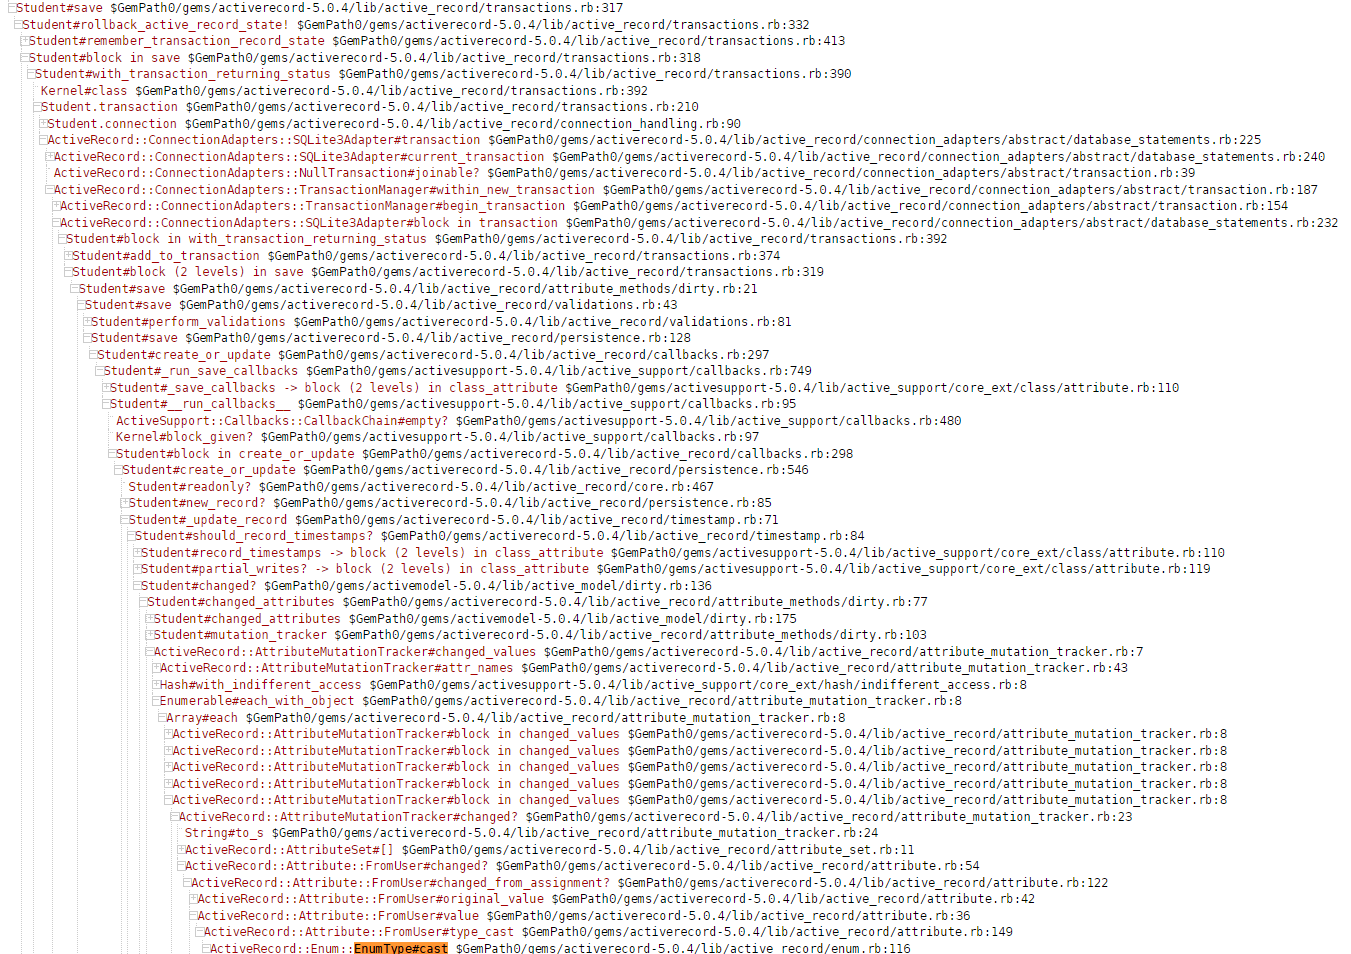 Student#save $GemPath0/gems/activerecord-5.0.4/lib/active_record/transactions.rb:317
Student#rollback_active_record_state! $GemPath0/gems/activerecord-5.0.4/lib/active_record/transactions.rb:332
Student#remember_transaction_record_state $GemPath0/gems/activerecord-5.0.4/lib/active_record/transactions.rb:413
Student#block in save $GemPath0/gems/activerecord-5.0.4/lib/active_record/transactions.rb:318
Student#with_transaction_returning_status $GemPath0/gems/activerecord-5.0.4/lib/active_record/transactions.rb:390
Kernel#class $GemPath0/gems/activerecord-5.0.4/lib/active_record/transactions.rb:392
Student.transaction $GemPath0/gems/activerecord-5.0.4/lib/active_record/transactions.rb:210
Student.connection $GemPath0/gems/activerecord-5.0.4/lib/active_record/connection_handling.rb:90
ActiveRecord::ConnectionAdapters::SQLite3Adapter#transaction $GemPath0/gems/activerecord-5.0.4/lib/active_record/connection_adapters/abstract/database_statements.rb:225
ActiveRecord::ConnectionAdapters::SQLite3Adapter#current_transaction $GemPath0/gems/activerecord-5.0.4/lib/active_record/connection_adapters/abstract/database_statements.rb:240
ActiveRecord::ConnectionAdapters::NullTransaction#joinable? $GemPath0/gems/activerecord-5.0.4/lib/active_record/connection_adapters/abstract/transaction.rb:39
ActiveRecord::ConnectionAdapters::TransactionManager#within_new_transaction $GemPath0/gems/activerecord-5.0.4/lib/active_record/connection_adapters/abstract/transaction.rb:187
ActiveRecord::ConnectionAdapters::TransactionManager#begin_transaction $GemPath0/gems/activerecord-5.0.4/lib/active_record/connection_adapters/abstract/transaction.rb:154
ActiveRecord::ConnectionAdapters::SQLite3Adapter#block in transaction $GemPath0/gems/activerecord-5.0.4/lib/active_record/connection_adapters/abstract/database_statements.rb:232
Student#block in with_transaction_returning_status $GemPath0/gems/activerecord-5.0.4/lib/active_record/transactions.rb:392
Student#add_to_transaction $GemPath0/gems/activerecord-5.0.4/lib/active_record/transactions.rb:374
Student#block (2 levels) in save $GemPath0/gems/activerecord-5.0.4/lib/active_record/transactions.rb:319
Student#save $GemPath0/gems/activerecord-5.0.4/lib/active_record/attribute_methods/dirty.rb:21
Student#save $GemPath0/gems/activerecord-5.0.4/lib/active_record/validations.rb:43
Student#perform_validations $GemPath0/gems/activerecord-5.0.4/lib/active_record/validations.rb:81
Student#save $GemPath0/gems/activerecord-5.0.4/lib/active_record/persistence.rb:128
Student#create_or_update $GemPath0/gems/activerecord-5.0.4/lib/active_record/callbacks.rb:297
Student#_run_save_callbacks $GemPath0/gems/activesupport-5.0.4/lib/active_support/callbacks.rb:749
Student#_save_callbacks -> block (2 levels) in class_attribute $GemPath0/gems/activesupport-5.0.4/lib/active_support/core_ext/class/attribute.rb:110
Student#__run_callbacks__ $GemPath0/gems/activesupport-5.0.4/lib/active_support/callbacks.rb:95
ActiveSupport::Callbacks::CallbackChain#empty? $GemPath0/gems/activesupport-5.0.4/lib/active_support/callbacks.rb:480
Kernel#block_given? $GemPath0/gems/activesupport-5.0.4/lib/active_support/callbacks.rb:97
Student#block in create_or_update $GemPath0/gems/activerecord-5.0.4/lib/active_record/callbacks.rb:298
Student#create_or_update $GemPath0/gems/activerecord-5.0.4/lib/active_record/persistence.rb:546
Student#readonly? $GemPath0/gems/activerecord-5.0.4/lib/active_record/core.rb:467
Student#new_record? $GemPath0/gems/activerecord-5.0.4/lib/active_record/persistence.rb:85
Student#_update_record $GemPath0/gems/activerecord-5.0.4/lib/active_record/timestamp.rb:71
Student#should_record_timestamps? $GemPath0/gems/activerecord-5.0.4/lib/active_record/timestamp.rb:84
Student#record_timestamps -> block (2 levels) in class_attribute $GemPath0/gems/activesupport-5.0.4/lib/active_support/core_ext/class/attribute.rb:110
Student#partial_writes? -> block (2 levels) in class_attribute $GemPath0/gems/activesupport-5.0.4/lib/active_support/core_ext/class/attribute.rb:119
Student#changed? $GemPath0/gems/activemodel-5.0.4/lib/active_model/dirty.rb:136
Student#changed_attributes $GemPath0/gems/activerecord-5.0.4/lib/active_record/attribute_methods/dirty.rb:77
Student#changed_attributes $GemPath0/gems/activemodel-5.0.4/lib/active_model/dirty.rb:175
Student#mutation_tracker $GemPath0/gems/activerecord-5.0.4/lib/active_record/attribute_methods/dirty.rb:103
ActiveRecord::AttributeMutationTracker#changed_values $GemPath0/gems/activerecord-5.0.4/lib/active_record/attribute_mutation_tracker.rb:7
ActiveRecord::AttributeMutationTracker#attr_names $GemPath0/gems/activerecord-5.0.4/lib/active_record/attribute_mutation_tracker.rb:43
Hash#with_indifferent_access $GemPath0/gems/activesupport-5.0.4/lib/active_support/core_ext/hash/indifferent_access.rb:8
Enumerable#each_with_object $GemPath0/gems/activerecord-5.0.4/lib/active_record/attribute_mutation_tracker.rb:8
Array#each $GemPath0/gems/activerecord-5.0.4/lib/active_record/attribute_mutation_tracker.rb:8
ActiveRecord::AttributeMutationTracker#block in changed_values $GemPath0/gems/activerecord-5.0.4/lib/active_record/attribute_mutation_tracker.rb:8
ActiveRecord::AttributeMutationTracker#block in changed_values $GemPath0/gems/activerecord-5.0.4/lib/active_record/attribute_mutation_tracker.rb:8
ActiveRecord::AttributeMutationTracker#block in changed_values $GemPath0/gems/activerecord-5.0.4/lib/active_record/attribute_mutation_tracker.rb:8
ActiveRecord::AttributeMutationTracker#block in changed_values $GemPath0/gems/activerecord-5.0.4/lib/active_record/attribute_mutation_tracker.rb:8
ActiveRecord::AttributeMutationTracker#block in changed_values $GemPath0/gems/activerecord-5.0.4/lib/active_record/attribute_mutation_tracker.rb:8
ActiveRecord::AttributeMutationTracker#changed? $GemPath0/gems/activerecord-5.0.4/lib/active_record/attribute_mutation_tracker.rb:23
String#to_s $GemPath0/gems/activerecord-5.0.4/lib/active_record/attribute_mutation_tracker.rb:24
ActiveRecord::AttributeSet#[] $GemPath0/gems/activerecord-5.0.4/lib/active_record/attribute_set.rb:11
ActiveRecord::Attribute::FromUser#changed? $GemPath0/gems/activerecord-5.0.4/lib/active_record/attribute.rb:54
ActiveRecord::Attribute::FromUser#changed_from_assignment? $GemPath0/gems/activerecord-5.0.4/lib/active_record/attribute.rb:122
ActiveRecord::Attribute::FromUser#original_value $GemPath0/gems/activerecord-5.0.4/lib/active_record/attribute.rb:42
ActiveRecord::Attribute::FromUser#value $GemPath0/gems/activerecord-5.0.4/lib/active_record/attribute.rb:36
ActiveRecord::Attribute::FromUser#type_cast $GemPath0/gems/activerecord-5.0.4/lib/active_record/attribute.rb:149
ActiveRecord::Enum::EnumType#cast $GemPath0/gems/activerecord-5.0.4/lib/active_record/enum.rb:116